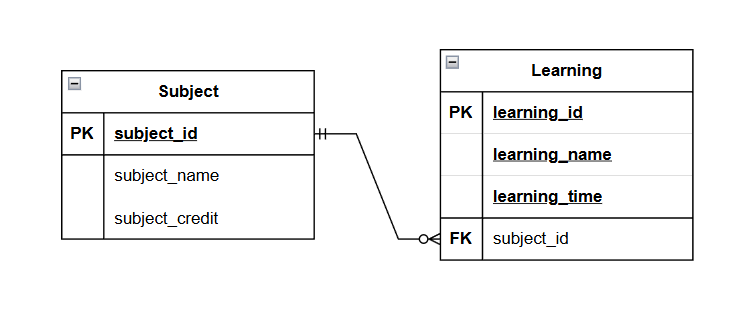 Subject
PK subject_id
subject_name
subject_credit
Learning
PK learning_id
learning_name
learning_time
FK subject_id